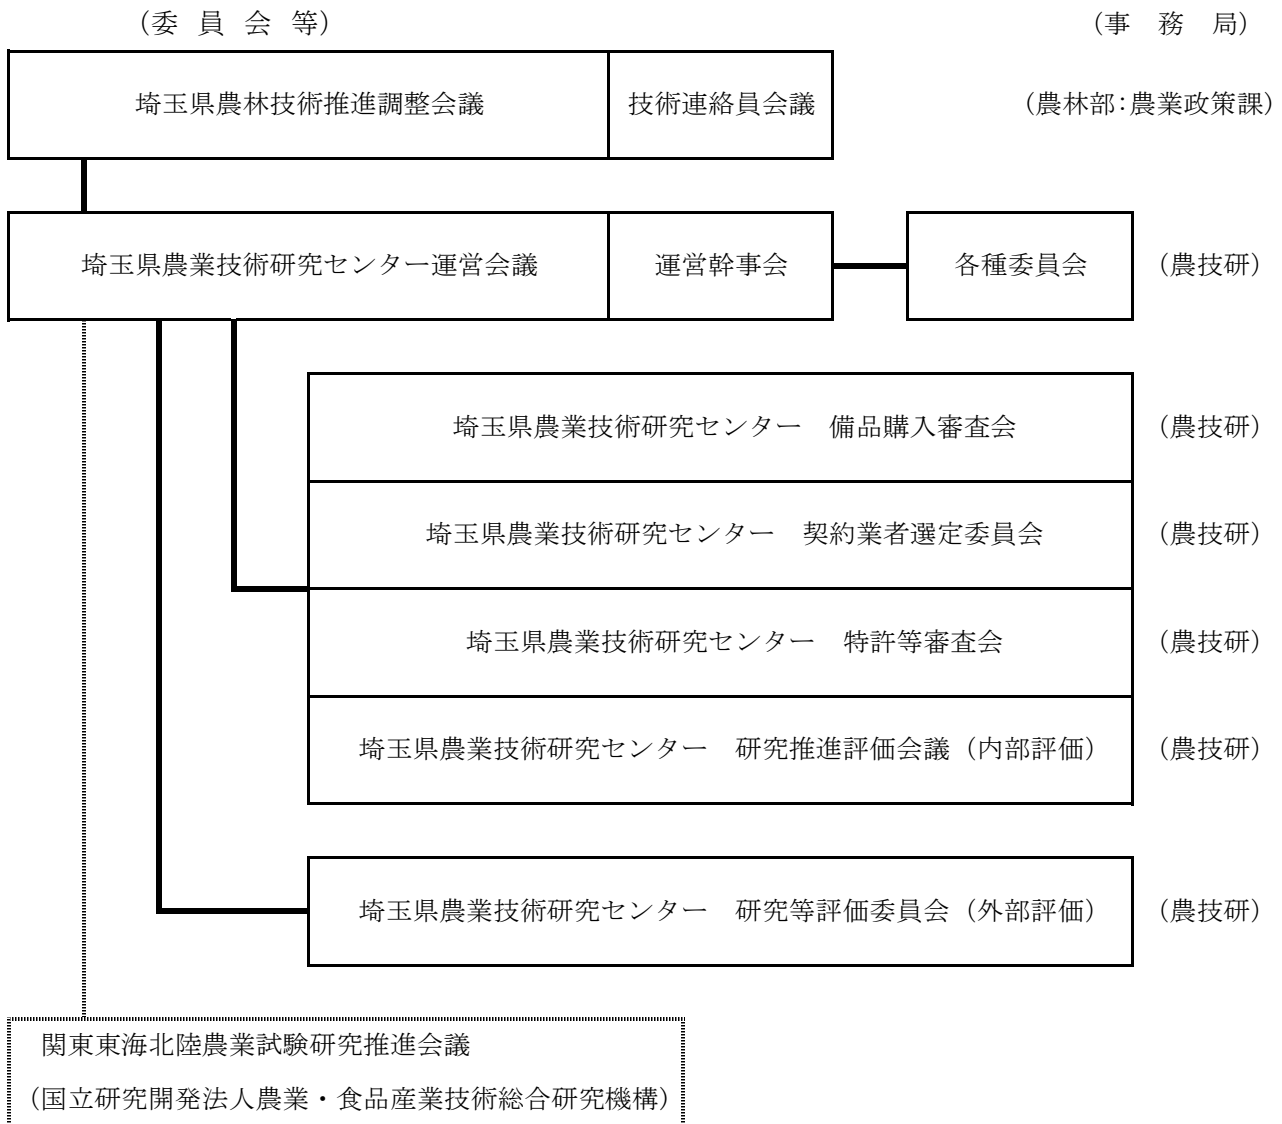 （委 員 会 等）
（事 務 局）
埼玉県農林技術推進調整会議
技術連絡員会議
（農林部：農業政策課）
埼玉県農業技術研究センター運営会議
運営幹事会
各種委員会
（農技研）
埼玉県農業技術研究センター　備品購入審査会
（農技研）
埼玉県農業技術研究センター　契約業者選定委員会
（農技研）
埼玉県農業技術研究センター　特許等審査会
（農技研）
埼玉県農業技術研究センター　研究推進評価会議（内部評価）
（農技研）
埼玉県農業技術研究センター　研究等評価委員会（外部評価）
（農技研）
関東東海北陸農業試験研究推進会議
（国立研究開発法人農業・食品産業技術総合研究機構）